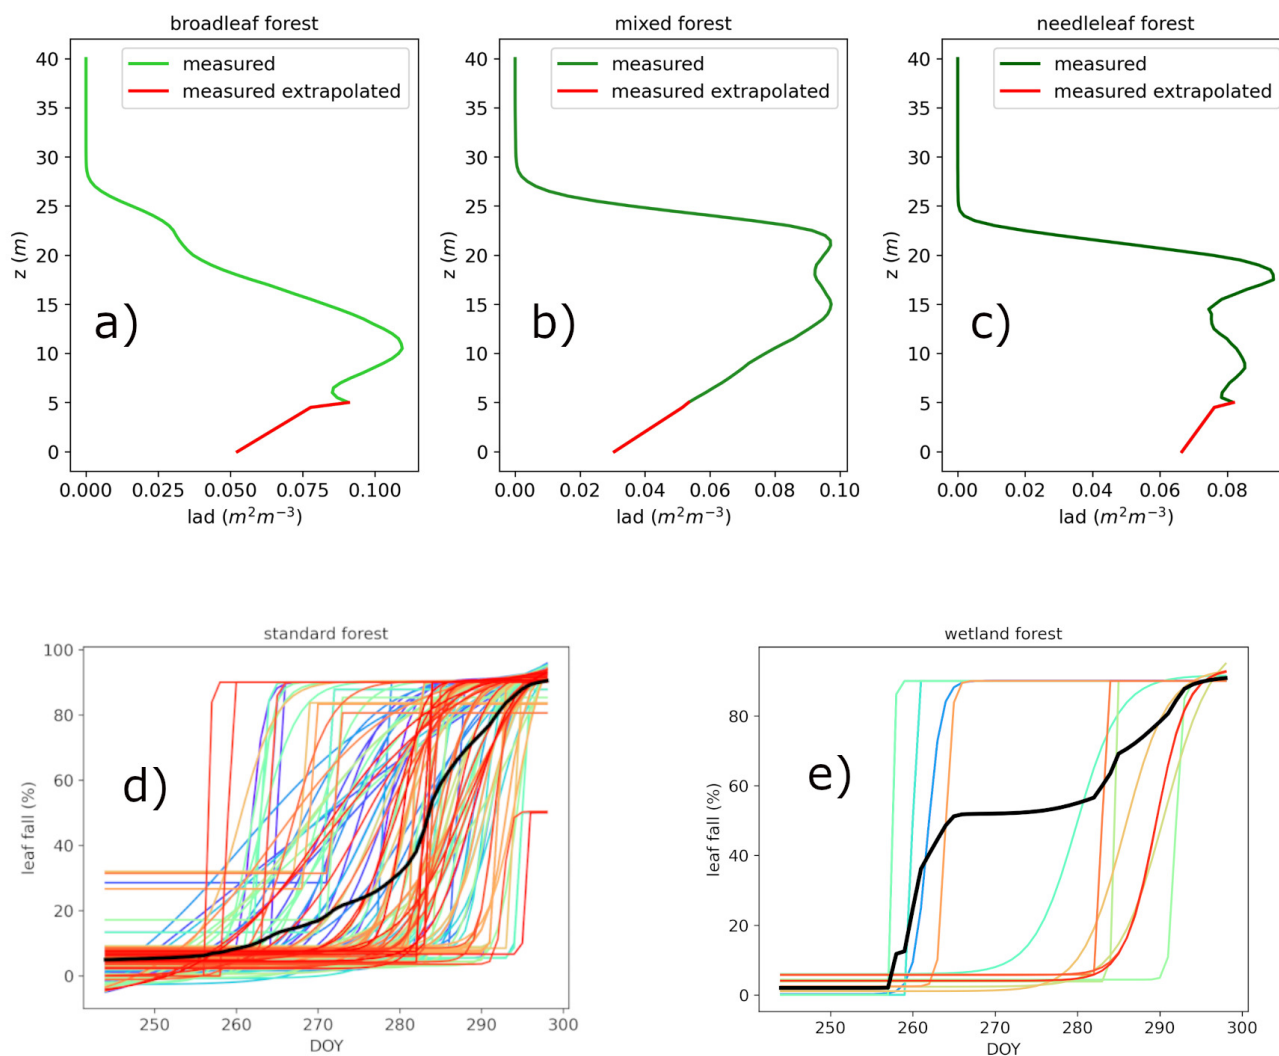 broadleaf forest
measured
measured extrapolated
40
35
30
25
20
15
10
5
0
z (m)
a)
0.000 0.025 0.050 0.075 0.100
lad (m²m⁻³)
mixed forest
measured
measured extrapolated
40
35
30
25
20
15
10
5
0
z (m)
b)
0.00 0.02 0.04 0.06 0.08 0.10
lad (m²m⁻³)
needleleaf forest
measured
measured extrapolated
40
35
30
25
20
15
10
5
0
z (m)
c)
0.00 0.02 0.04 0.06 0.08
lad (m²m⁻³)
standard forest
100
80
60
40
20
0
leaf fall (%)
d)
250 260 270 280 290 300
DOY
wetland forest
80
60
40
20
0
leaf fall (%)
e)
250 260 270 280 290 300
DOY